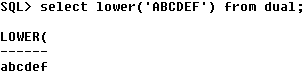 SQL> select lower('ABCDEF') from dual;
LOWER(
------
abcdef